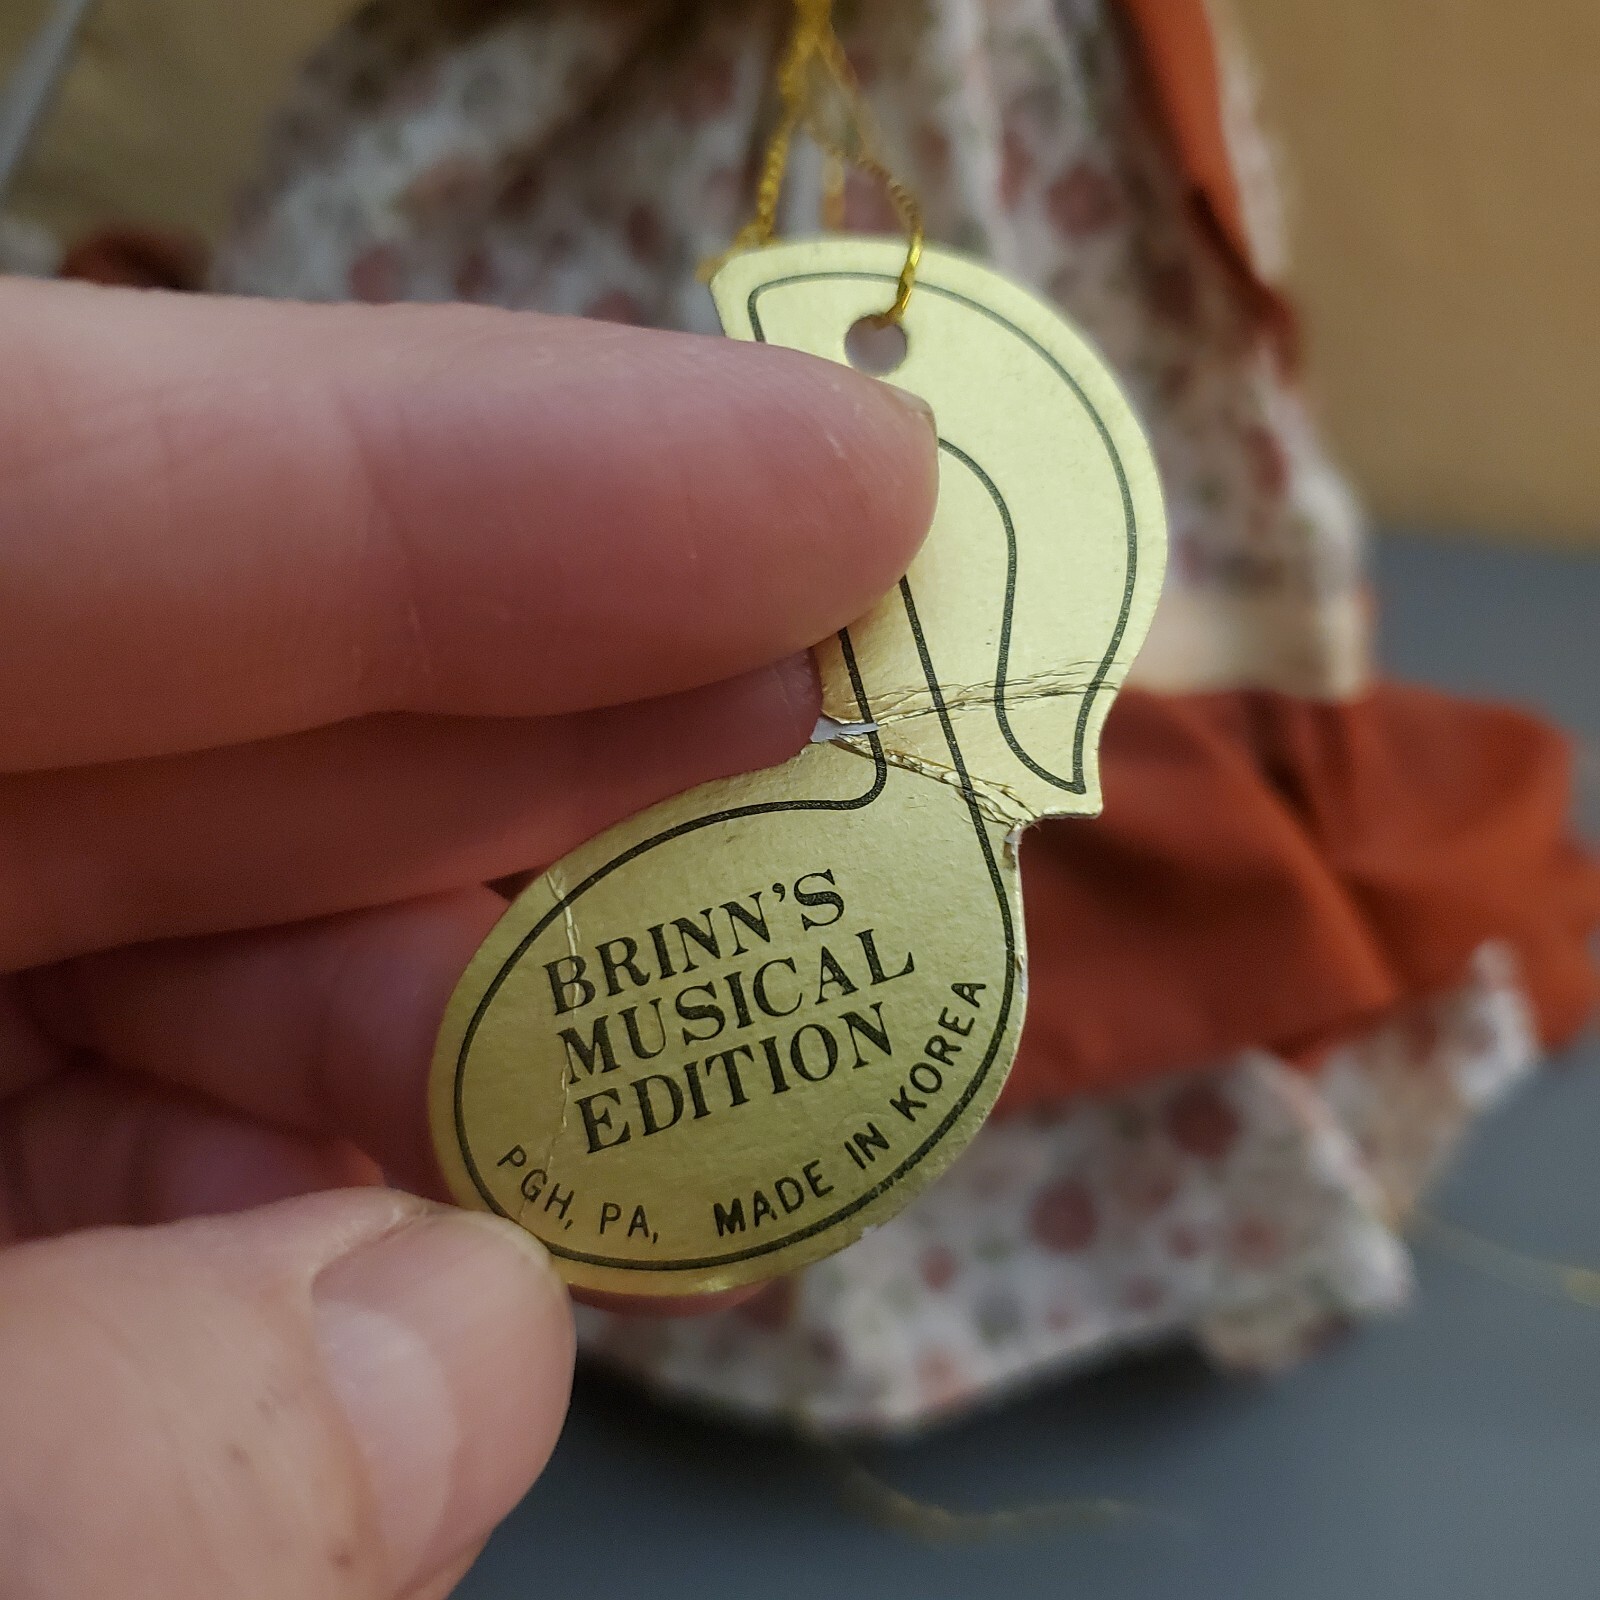 BRINN'S
MUSICAL
EDITION
PGH, PA, MADE IN KOREA